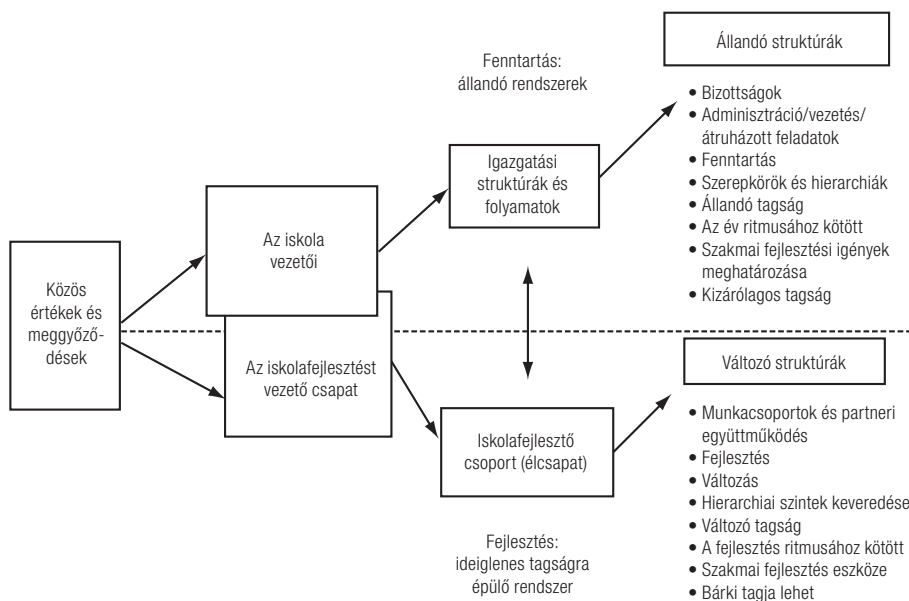 Közös
értékek és
meggyőző-
dések
Az iskola
vezetői
Az iskolafejlesztést
vezető csapat
Fenntartás:
állandó rendszerek
Igazgatási
struktúrák és
folyamatok
Iskolafejlesztő
csoport (élcsapat)
Fejlesztés:
ideiglenes tagságra
épülő rendszer
Állandó struktúrák
• Bizottságok
• Adminisztráció/vezetés/
átruházott feladatok
• Fenntartás
• Szerepkörök és hierarchiák
• Állandó tagság
• Az év ritmusához kötött
• Szakmai fejlesztési igények
meghatározása
• Kizárólagos tagság
Változó struktúrák
• Munkacsoportok és partneri
együttműködés
• Fejlesztés
• Változás
• Hierarchiai szintek keveredése
• Változó tagság
• A fejlesztés ritmusához kötött
• Szakmai fejlesztés eszköze
• Bárki tagja lehet